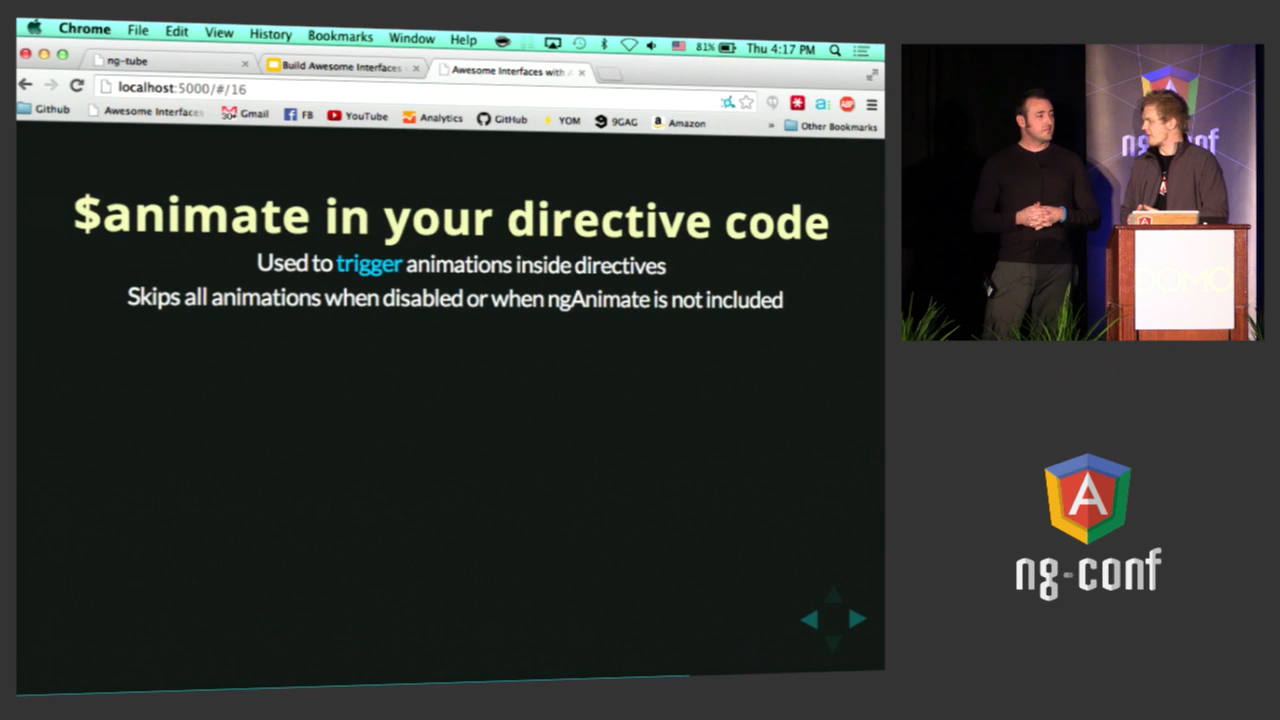 Chrome File Edit View History Bookmarks Window Help 81% Thu 4:17 PM
ng-tube Build Awesome Interfaces Awesome Interfaces with
localhost:5000/#/16
Github Awesome Interfaces Gmail FB YouTube Analytics GitHub YOM 9GAG Amazon » Other Bookmarks
$animate in your directive code
Used to trigger animations inside directives
Skips all animations when disabled or when ngAnimate is not included
ng-conf
DOMO
A
ng-conf